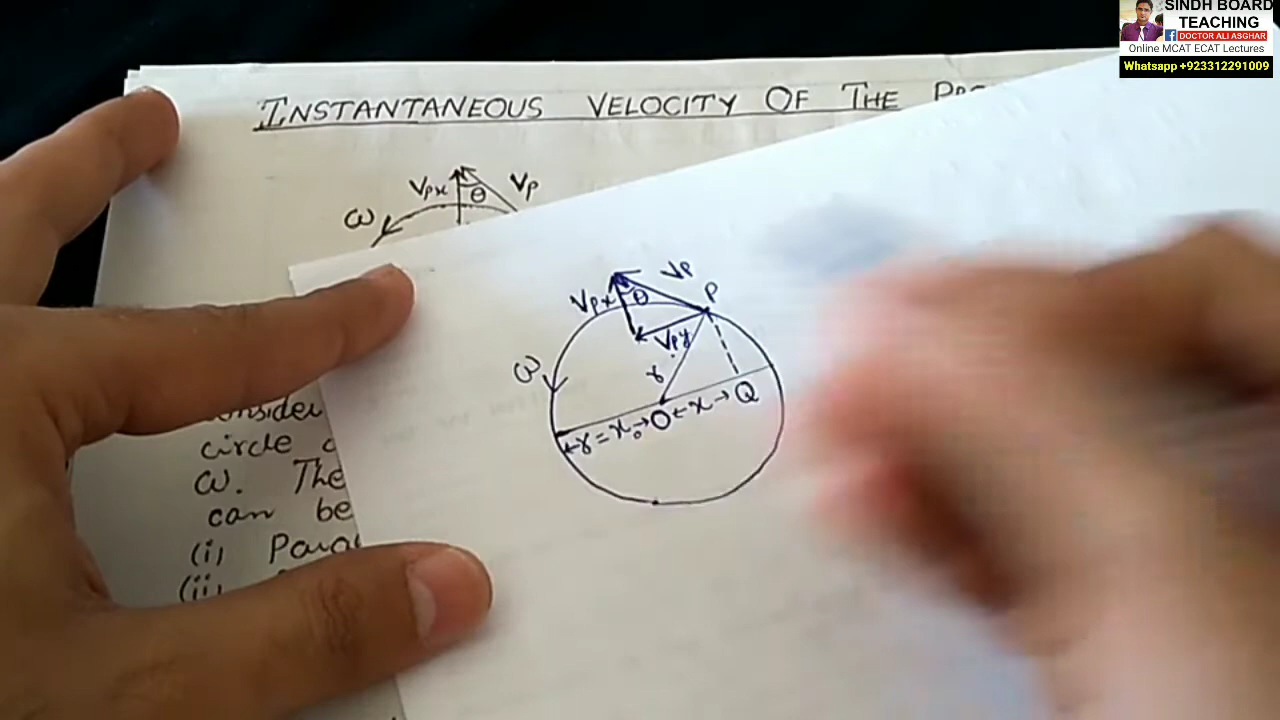 SINDH BOARD
TEACHING
DOCTOR ALI ASGHAR
Online MCAT ECAT Lectures
Whatsapp +923312291009
INSTANTANEOUS VELOCITY OF THE
Vpx θ Vp
ω
Vp
Vpx θ P
Vpy
ω r
r = x₀ O x Q
circle
ω. The
can be
(i)
(ii)